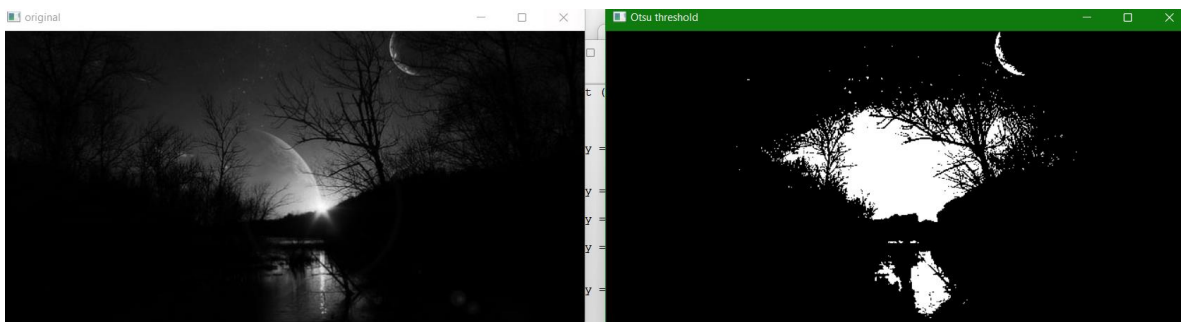 original
Otsu threshold
t (
y =
y =
y =
y =
y =